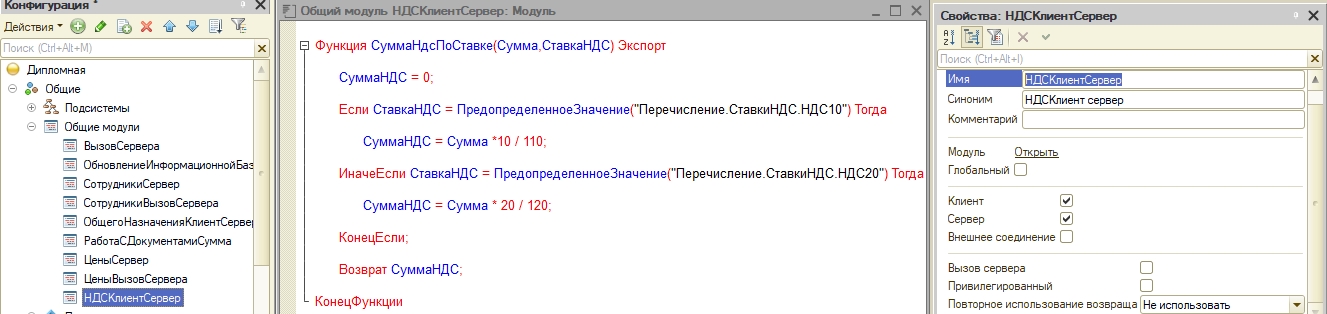 Конфигурация
Действия
Поиск (Ctrl+Alt+M)
Дипломная
Общие
Подсистемы
Общие модули
ВызовСервера
ОбновлениеИнформационнойБаз
СотрудникиСервер
СотрудникиВызовСервера
ОбщегоНазначенияКлиентСервер
РаботаСДокументамиСумма
ЦеныСервер
ЦеныВызовСервера
НДСКлиентСервер
Общий модуль НДСКлиентСервер: Модуль
Функция СуммаНдсПоСтавке(Сумма,СтавкаНДС) Экспорт
СуммаНДС = 0;
Если СтавкаНДС = ПредопределенноеЗначение("Перечисление.СтавкиНДС.НДС10") Тогда
СуммаНДС = Сумма *10 / 110;
ИначеЕсли СтавкаНДС = ПредопределенноеЗначение("Перечисление.СтавкиНДС.НДС20") Тогда
СуммаНДС = Сумма * 20 / 120;
КонецЕсли;
Возврат СуммаНДС;
КонецФункции
Свойства: НДСКлиентСервер
Поиск (Ctrl+Alt+I)
Имя НДСКлиентСервер
Синоним НДСКлиент сервер
Комментарий
Модуль Открыть
Глобальный
Клиент
Сервер
Внешнее соединение
Вызов сервера
Привилегированный
Повторное использование возвраща Не использовать